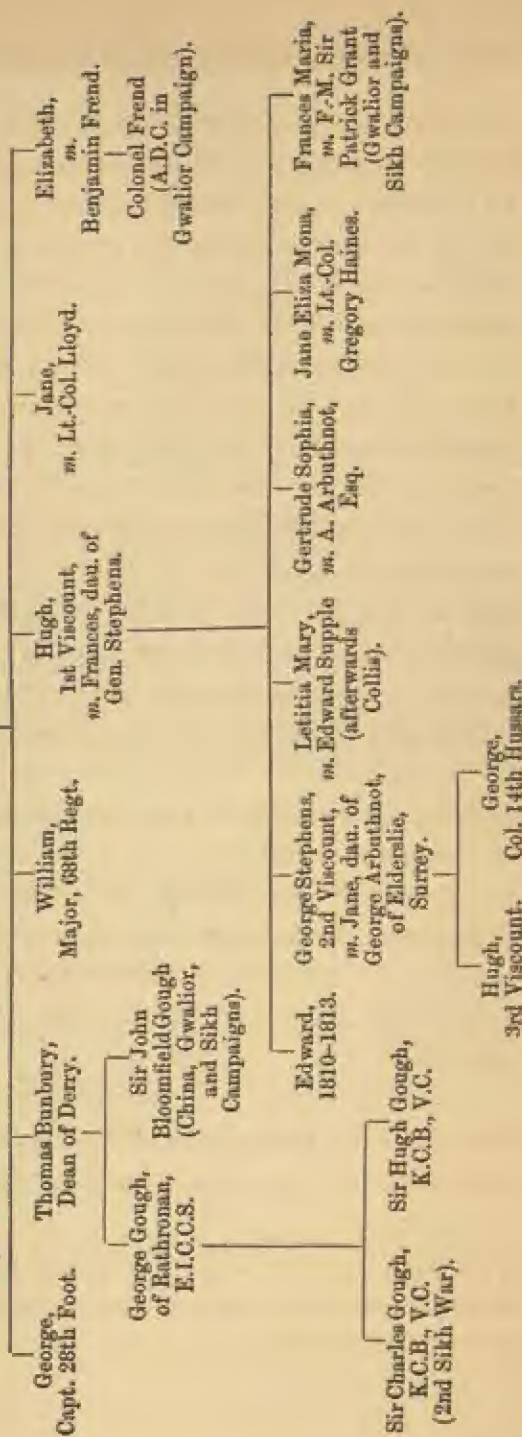 George,
Capt. 28th Foot.
Thomas Bunbury,
Dean of Derry.
William,
Major, 68th Regt.
Hugh,
1st Viscount,
m. Frances, dau. of
Gen. Stephens.
Jane,
m. Lt.-Col. Lloyd.
Elizabeth,
m.
Benjamin Frend.
Colonel Frend
(A.D.C. in
Gwalior Campaign).
George Gough,
of Rathronan,
E.I.C.C.S.
Sir John
Bloomfield Gough
(China, Gwalior,
and Sikh
Campaigns).
Edward,
1810–1813.
George Stephens,
2nd Viscount,
m. Jane, dau. of
George Arbuthnot,
of Elderslie,
Surrey.
Letitia Mary,
m. Edward Supple
(afterwards
Collis).
Gertrude Sophia,
m. A. Arbuthnot,
Esq.
Jane Eliza Mona,
m. Lt.-Col.
Gregory Haines.
Frances Maria,
m. F.-M. Sir
Patrick Grant
(Gwalior and
Sikh Campaigns).
Sir Charles Gough,
K.C.B., V.C.
(2nd Sikh War).
Sir Hugh Gough,
K.C.B., V.C.
Hugh,
3rd Viscount.
George,
Col. 14th Hussars.